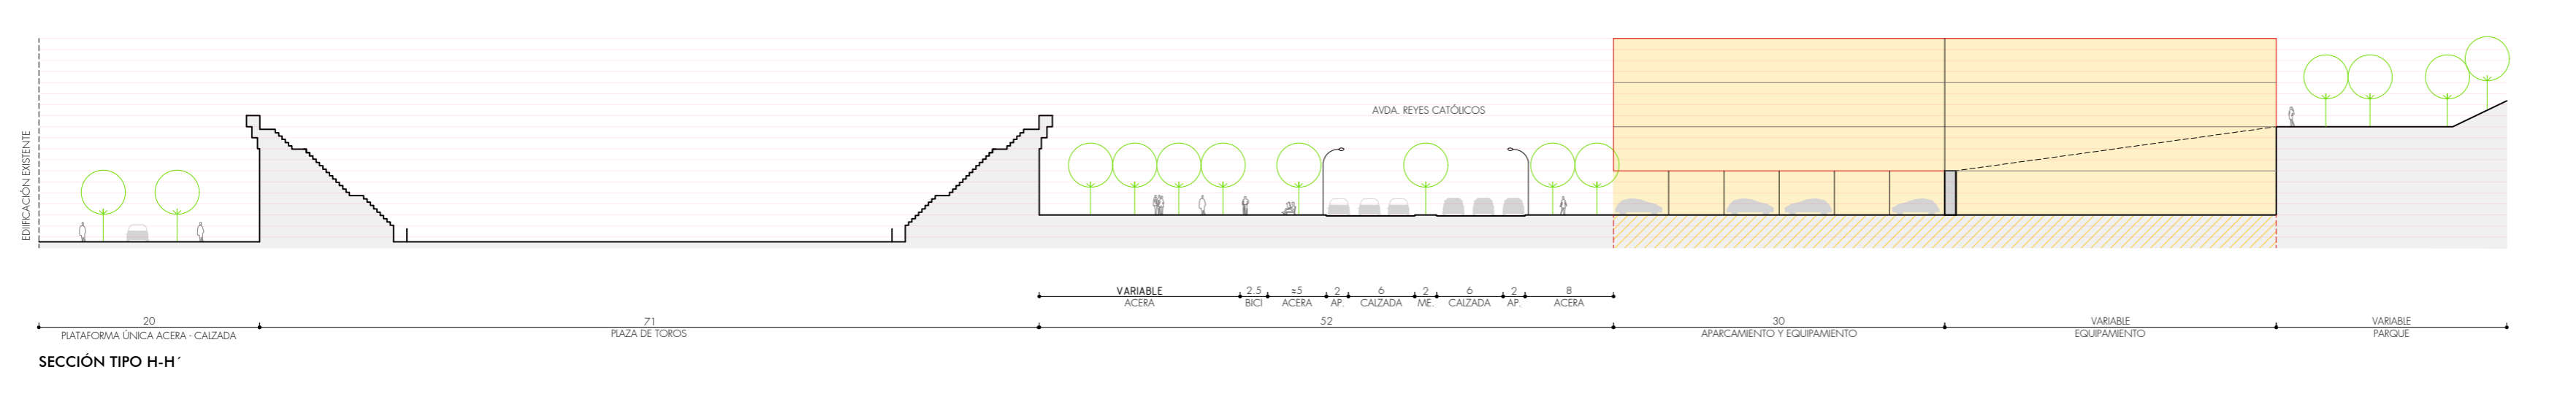 AVDA. REYES CATÓLICOS
EDIFICACIÓN EXISTENTE
VARIABLE 2.5 ≈5 2 6 2 6 2 8
ACERA BICI ACERA AP. CALZADA ME. CALZADA AP. ACERA
20 71 52 30 VARIABLE VARIABLE
PLATAFORMA ÚNICA ACERA - CALZADA PLAZA DE TOROS APARCAMIENTO Y EQUIPAMIENTO EQUIPAMIENTO PARQUE
SECCIÓN TIPO H-H´